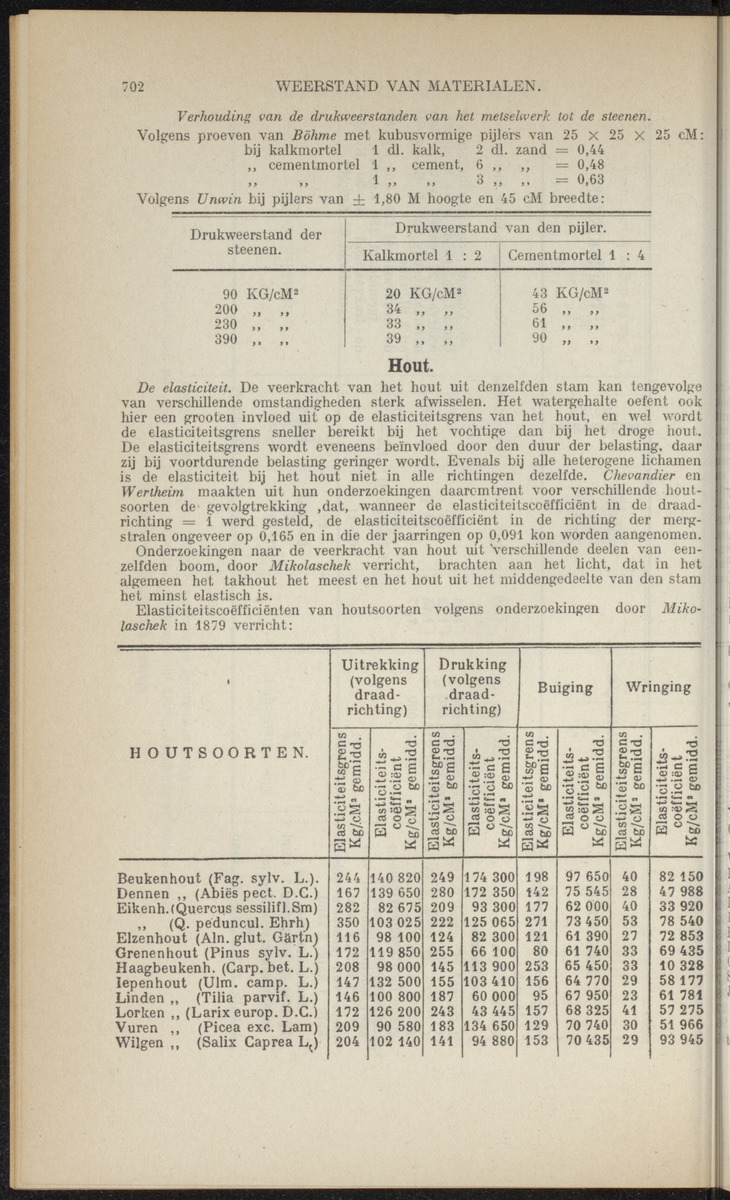 702 WEERSTAND VAN MATERIALEN.
Verhouding van de drukweerstanden van het metselwerk tot de steenen.
Volgens proeven van Böhme met kubusvormige pijlers van 25 × 25 × 25 cM:
bij kalkmortel 1 dl. kalk, 2 dl. zand = 0,44
,, cementmortel 1 ,, cement, 6 ,, ,, = 0,48
,, ,, 1 ,, ,, 3 ,, ,, = 0,63
Volgens Unwin bij pijlers van ± 1,80 M hoogte en 45 cM breedte:
Drukweerstand der steenen. Drukweerstand van den pijler.
Kalkmortel 1 : 2 Cementmortel 1 : 4
90 KG/cM² 20 KG/cM² 43 KG/cM²
200 ,, ,, 34 ,, ,, 56 ,, ,,
230 ,, ,, 33 ,, ,, 61 ,, ,,
390 ,, ,, 39 ,, ,, 90 ,, ,,
Hout.
De elasticiteit. De veerkracht van het hout uit denzelfden stam kan tengevolge
van verschillende omstandigheden sterk afwisselen. Het watergehalte oefent ook
hier een grooten invloed uit op de elasticiteitsgrens van het hout, en wel wordt
de elasticiteitsgrens sneller bereikt bij het vochtige dan bij het droge hout.
De elasticiteitsgrens wordt eveneens beïnvloed door den duur der belasting, daar
zij bij voortdurende belasting geringer wordt. Evenals bij alle heterogene lichamen
is de elasticiteit bij het hout niet in alle richtingen dezelfde. Chevandier en
Wertheim maakten uit hun onderzoekingen daaromtrent voor verschillende hout-
soorten de gevolgtrekking ,dat, wanneer de elasticiteitscoëfficiënt in de draad-
richting = 1 werd gesteld, de elasticiteitscoëfficiënt in de richting der merg-
stralen ongeveer op 0,165 en in die der jaarringen op 0,091 kon worden aangenomen.
Onderzoekingen naar de veerkracht van hout uit verschillende deelen van een-
zelfden boom, door Mikolaschek verricht, brachten aan het licht, dat in het
algemeen het takhout het meest en het hout uit het middengedeelte van den stam
het minst elastisch is.
Elasticiteitscoëfficiënten van houtsoorten volgens onderzoekingen door Miko-
laschek in 1879 verricht:
HOUTSOORTEN. Uitrekking (volgens draad-richting) Drukking (volgens draad-richting) Buiging Wringing
Elasticiteitsgrens Kg/cM² gemidd. Elasticiteits-coëfficiënt Kg/cM² gemidd. Elasticiteitsgrens Kg/cM² gemidd. Elasticiteits-coëfficiënt Kg/cM² gemidd. Elasticiteitsgrens Kg/cM² gemidd. Elasticiteits-coëfficiënt Kg/cM² gemidd. Elasticiteitsgrens Kg/cM² gemidd. Elasticiteits-coëfficiënt Kg/cM² gemidd.
Beukenhout (Fag. sylv. L.). 244 140 820 249 174 300 198 97 650 40 82 150
Dennen ,, (Abiës pect. D.C.) 167 139 650 280 172 350 142 75 545 28 47 988
Eikenh. (Quercus sessilifl. Sm) 282 82 675 209 93 300 177 62 000 40 33 920
,, (Q. peduncul. Ehrh) 350 103 025 222 125 065 271 73 450 53 78 540
Elzenhout (Aln. glut. Gärtn) 116 98 100 124 82 300 121 61 390 27 72 853
Grenenhout (Pinus sylv. L.) 172 119 850 255 66 100 80 61 740 33 69 435
Haagbeukenh. (Carp. bet. L.) 208 98 000 145 113 900 253 65 450 33 10 328
Iepenhout (Ulm. camp. L.) 147 132 500 155 103 410 156 64 770 29 58 177
Linden ,, (Tilia parvif. L.) 146 100 800 187 60 000 95 67 950 23 61 781
Lorken ,, (Larix europ. D.C.) 172 126 200 243 43 445 157 68 325 41 57 275
Vuren ,, (Picea exc. Lam) 209 90 580 183 134 650 129 70 740 30 51 966
Wilgen ,, (Salix Caprea L.) 204 102 140 141 94 880 153 70 435 29 93 945